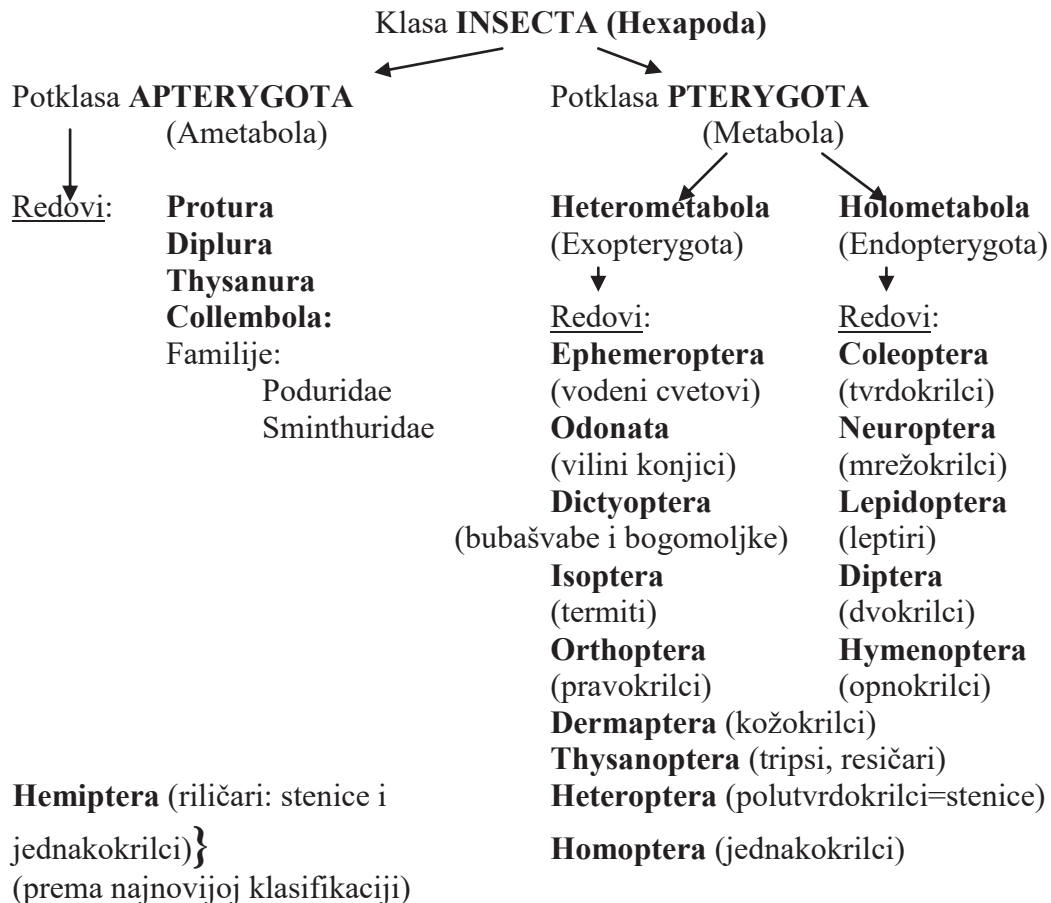 Klasa INSECTA (Hexapoda)
Potklasa APTERYGOTA Potklasa PTERYGOTA
(Ametabola) (Metabola)
Redovi: Protura Heterometabola Holometabola
Diplura (Exopterygota) (Endopterygota)
Thysanura
Collembola: Redovi: Redovi:
Familije: Ephemeroptera Coleoptera
Poduridae (vodeni cvetovi) (tvrdokrilci)
Sminthuridae Odonata Neuroptera
(vilini konjici) (mrežokrilci)
Dictyoptera Lepidoptera
(bubašvabe i bogomoljke) (leptiri)
Isoptera Diptera
(termiti) (dvokrilci)
Orthoptera Hymenoptera
(pravokrilci) (opnokrilci)
Dermaptera (kožokrilci)
Thysanoptera (tripsi, resičari)
Hemiptera (riličari: stenice i Heteroptera (polutvrdokrilci=stenice)
jednakokrilci)} Homoptera (jednakokrilci)
(prema najnovijoj klasifikaciji)